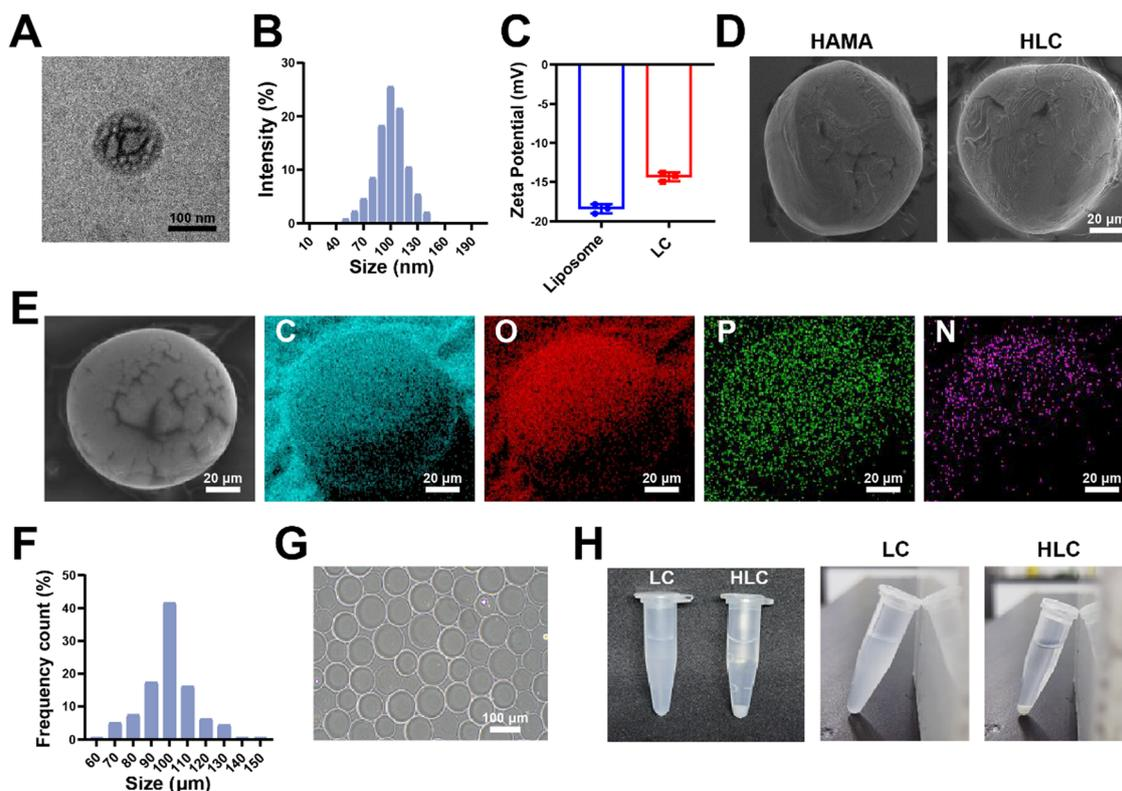 A
100 nm
B
Intensity (%)
30
20
10
0
10
40
70
100
130
160
190
Size (nm)
C
Zeta Potential (mV)
0
-5
-10
-15
-20
Liposome
LC
D
HAMA
HLC
20 µm
E
20 µm
C
20 µm
O
20 µm
P
20 µm
N
20 µm
F
Frequency count (%)
50
40
30
20
10
0
60
70
80
90
100
110
120
130
140
150
Size (µm)
G
100 µm
H
LC
HLC
LC
HLC